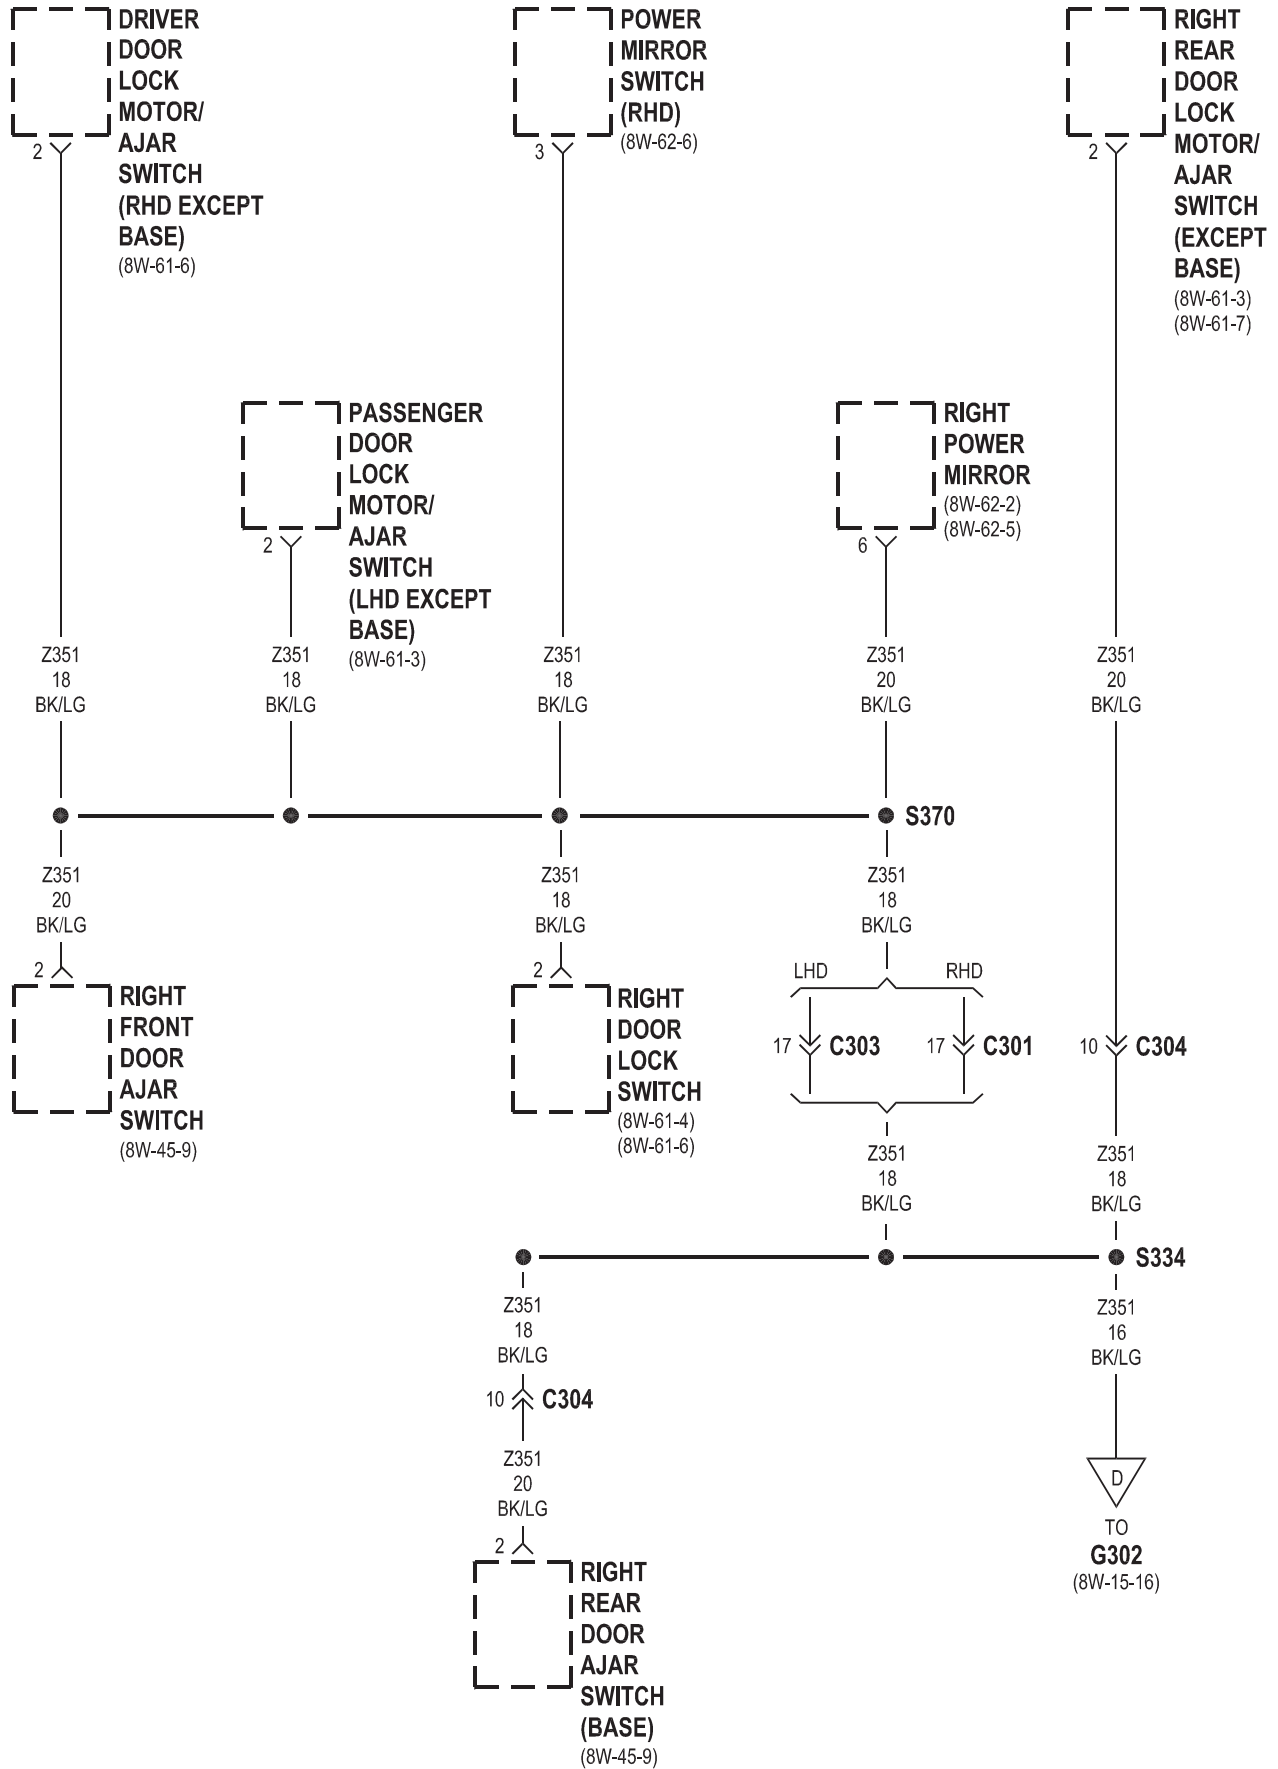 DRIVER
DOOR
LOCK
MOTOR/
AJAR
SWITCH
(RHD EXCEPT
BASE)
(8W-61-6)
2
POWER
MIRROR
SWITCH
(RHD)
(8W-62-6)
3
RIGHT
REAR
DOOR
LOCK
MOTOR/
AJAR
SWITCH
(EXCEPT
BASE)
(8W-61-3)
(8W-61-7)
2
PASSENGER
DOOR
LOCK
MOTOR/
AJAR
SWITCH
(LHD EXCEPT
BASE)
(8W-61-3)
2
RIGHT
POWER
MIRROR
(8W-62-2)
(8W-62-5)
6
Z351
18
BK/LG
Z351
18
BK/LG
Z351
18
BK/LG
Z351
20
BK/LG
Z351
20
BK/LG
S370
Z351
20
BK/LG
Z351
18
BK/LG
Z351
18
BK/LG
2
RIGHT
FRONT
DOOR
AJAR
SWITCH
(8W-45-9)
2
RIGHT
DOOR
LOCK
SWITCH
(8W-61-4)
(8W-61-6)
LHD
RHD
17
C303
17
C301
10
C304
Z351
18
BK/LG
Z351
18
BK/LG
S334
Z351
18
BK/LG
Z351
16
BK/LG
10
C304
Z351
20
BK/LG
D
TO
G302
(8W-15-16)
2
RIGHT
REAR
DOOR
AJAR
SWITCH
(BASE)
(8W-45-9)